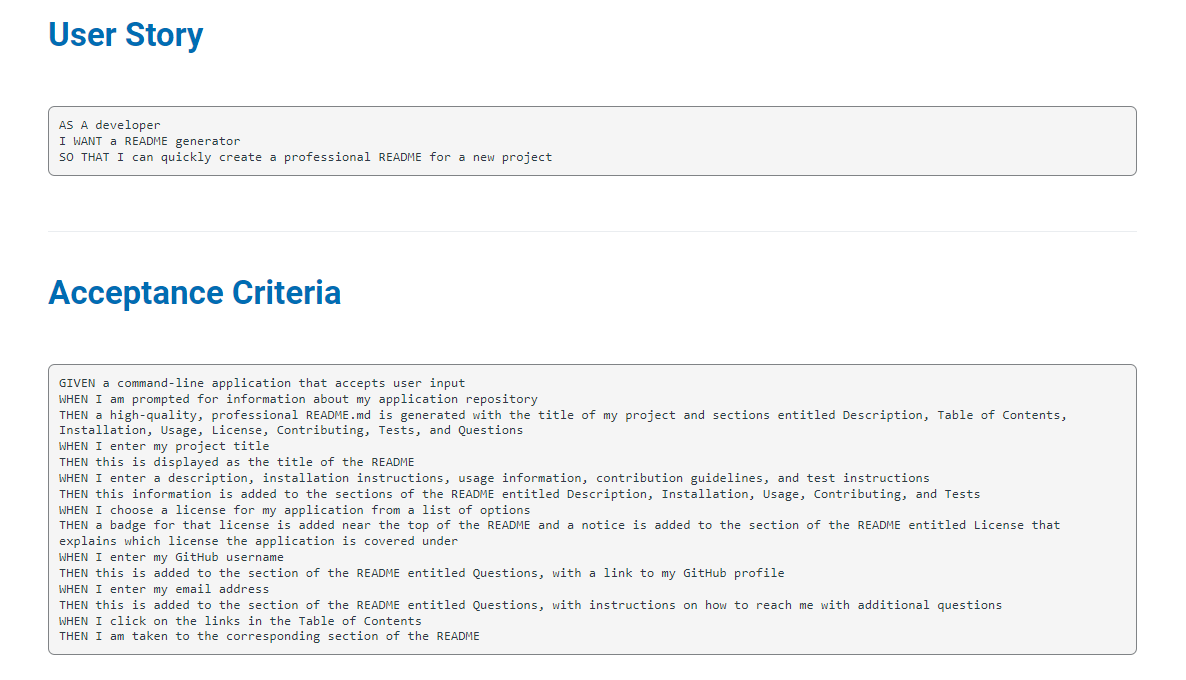 User Story
AS A developer
I WANT a README generator
SO THAT I can quickly create a professional README for a new project
Acceptance Criteria
GIVEN a command-line application that accepts user input
WHEN I am prompted for information about my application repository
THEN a high-quality, professional README.md is generated with the title of my project and sections entitled Description, Table of Contents,
Installation, Usage, License, Contributing, Tests, and Questions
WHEN I enter my project title
THEN this is displayed as the title of the README
WHEN I enter a description, installation instructions, usage information, contribution guidelines, and test instructions
THEN this information is added to the sections of the README entitled Description, Installation, Usage, Contributing, and Tests
WHEN I choose a license for my application from a list of options
THEN a badge for that license is added near the top of the README and a notice is added to the section of the README entitled License that
explains which license the application is covered under
WHEN I enter my GitHub username
THEN this is added to the section of the README entitled Questions, with a link to my GitHub profile
WHEN I enter my email address
THEN this is added to the section of the README entitled Questions, with instructions on how to reach me with additional questions
WHEN I click on the links in the Table of Contents
THEN I am taken to the corresponding section of the README